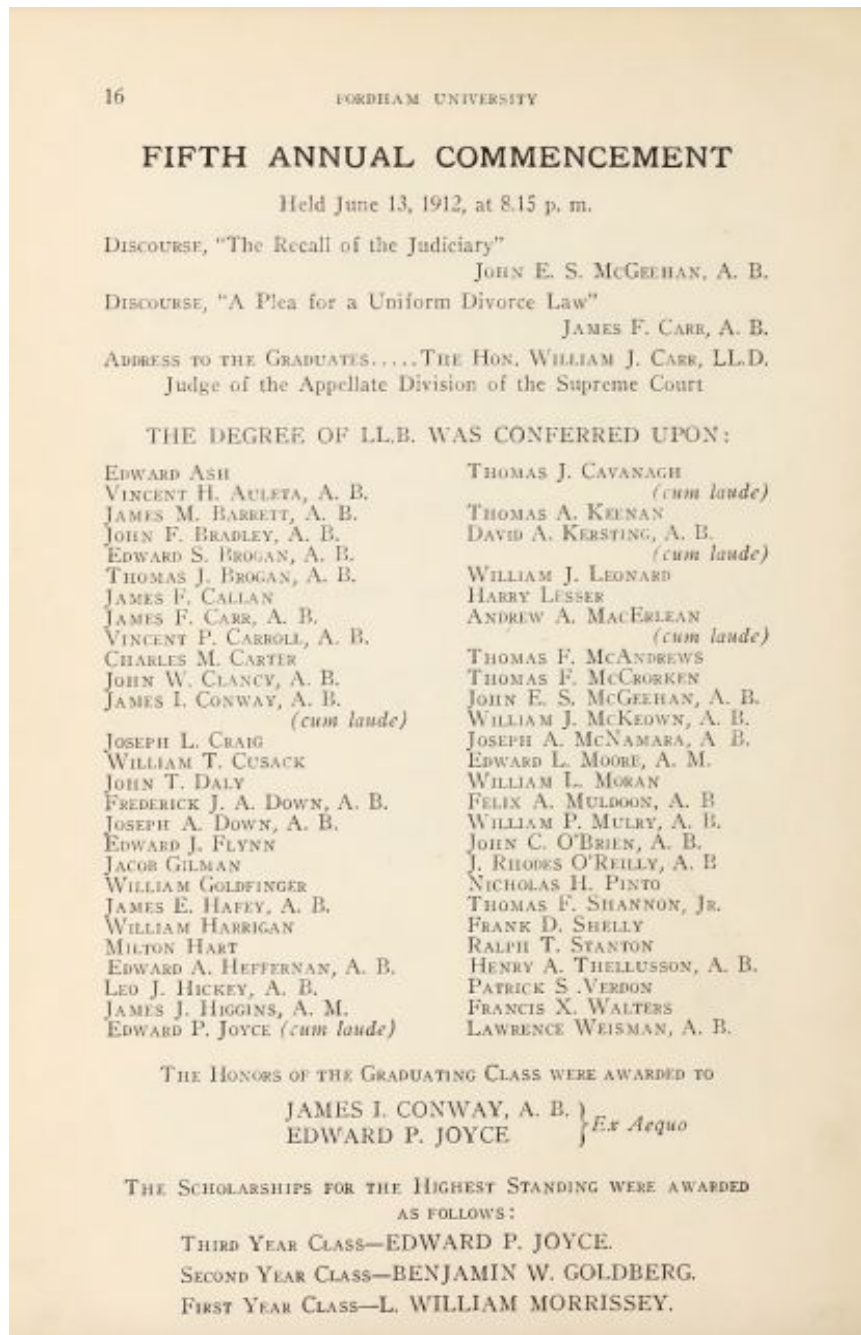 16
FORDHAM UNIVERSITY
FIFTH ANNUAL COMMENCEMENT
Held June 13, 1912, at 8.15 p. m.
DISCOURSE, "The Recall of the Judiciary"
JOHN E. S. MCGEEHAN, A. B.
DISCOURSE, "A Plea for a Uniform Divorce Law"
JAMES F. CARR, A. B.
ADDRESS TO THE GRADUATES.....THE HON. WILLIAM J. CARR, LL.D.
Judge of the Appellate Division of the Supreme Court
THE DEGREE OF LL.B. WAS CONFERRED UPON:
EDWARD ASH
VINCENT H. AULETA, A. B.
JAMES M. BARRETT, A. B.
JOHN F. BRADLEY, A. B.
EDWARD S. BROGAN, A. B.
THOMAS J. BROGAN, A. B.
JAMES F. CALLAN
JAMES F. CARR, A. B.
VINCENT P. CARROLL, A. B.
CHARLES M. CARTER
JOHN W. CLANCY, A. B.
JAMES I. CONWAY, A. B.
(cum laude)
JOSEPH L. CRAIG
WILLIAM T. CUSACK
JOHN T. DALY
FREDERICK J. A. DOWN, A. B.
JOSEPH A. DOWN, A. B.
EDWARD J. FLYNN
JACOB GILMAN
WILLIAM GOLDFINGER
JAMES E. HAFEY, A. B.
WILLIAM HARRIGAN
MILTON HART
EDWARD A. HEFFERNAN, A. B.
LEO J. HICKEY, A. B.
JAMES J. HIGGINS, A. M.
EDWARD P. JOYCE (cum laude)
THOMAS J. CAVANAGH
(cum laude)
THOMAS A. KEENAN
DAVID A. KERSTING, A. B.
(cum laude)
WILLIAM J. LEONARD
HARRY LESSER
ANDREW A. MACERLEAN
(cum laude)
THOMAS F. MCANDREWS
THOMAS F. MCCRORKEN
JOHN E. S. MCGEEHAN, A. B.
WILLIAM J. MCKEOWN, A. B.
JOSEPH A. MCNAMARA, A B.
EDWARD L. MOORE, A. M.
WILLIAM L. MORAN
FELIX A. MULDOON, A. B
WILLIAM P. MULRY, A. B.
JOHN C. O'BRIEN, A. B.
J. RHODES O'REILLY, A. B
NICHOLAS H. PINTO
THOMAS F. SHANNON, JR.
FRANK D. SHELLY
RALPH T. STANTON
HENRY A. THELLUSSON, A. B.
PATRICK S .VERDON
FRANCIS X. WALTERS
LAWRENCE WEISMAN, A. B.
THE HONORS OF THE GRADUATING CLASS WERE AWARDED TO
JAMES I. CONWAY, A. B.
EDWARD P. JOYCE
Ex Aequo
THE SCHOLARSHIPS FOR THE HIGHEST STANDING WERE AWARDED
AS FOLLOWS:
THIRD YEAR CLASS—EDWARD P. JOYCE.
SECOND YEAR CLASS—BENJAMIN W. GOLDBERG.
FIRST YEAR CLASS—L. WILLIAM MORRISSEY.